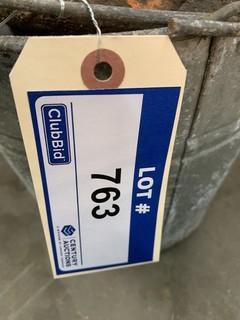 LOT #
763
ClubBid
CENTURY
AUCTIONS